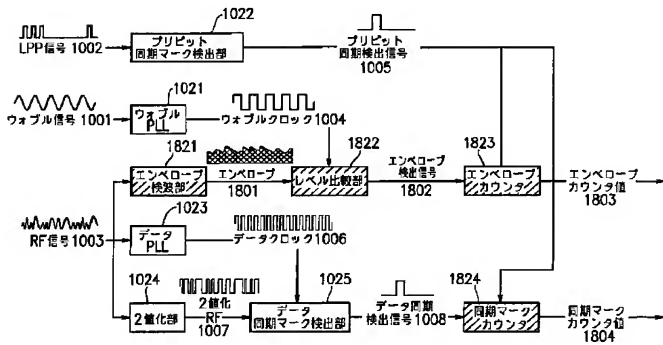 1022
LPP信号 1002
プリピット
同期マーク検出部
プリピット
同期検出信号
1005
1021
ウォブル信号 1001
ウォブル
PLL
ウォブルクロック 1004
1821
エンベロープ
検波部
エンベロープ
1801
1822
レベル比較部
エンベロープ
検出信号
1802
1823
エンベロープ
カウンタ
エンベロープ
カウンタ値
1803
1023
RF信号 1003
データ
PLL
データクロック 1006
1024
2値化部
2値化
RF
1007
1025
データ
同期マーク検出部
データ同期
検出信号 1008
1824
同期マーク
カウンタ
同期マーク
カウンタ値
1804